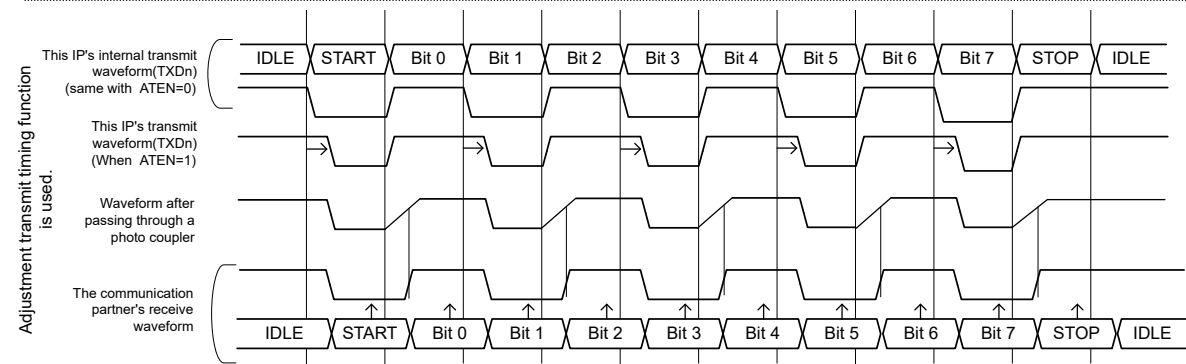 Adjustment transmit timing function
is used.
This IP's internal transmit
waveform(TXDn)
(same with ATEN=0)
IDLE START Bit 0 Bit 1 Bit 2 Bit 3 Bit 4 Bit 5 Bit 6 Bit 7 STOP IDLE
This IP's transmit
waveform(TXDn)
(When ATEN=1)
Waveform after
passing through a
photo coupler
The communication
partner's receive
waveform
IDLE START Bit 0 Bit 1 Bit 2 Bit 3 Bit 4 Bit 5 Bit 6 Bit 7 STOP IDLE